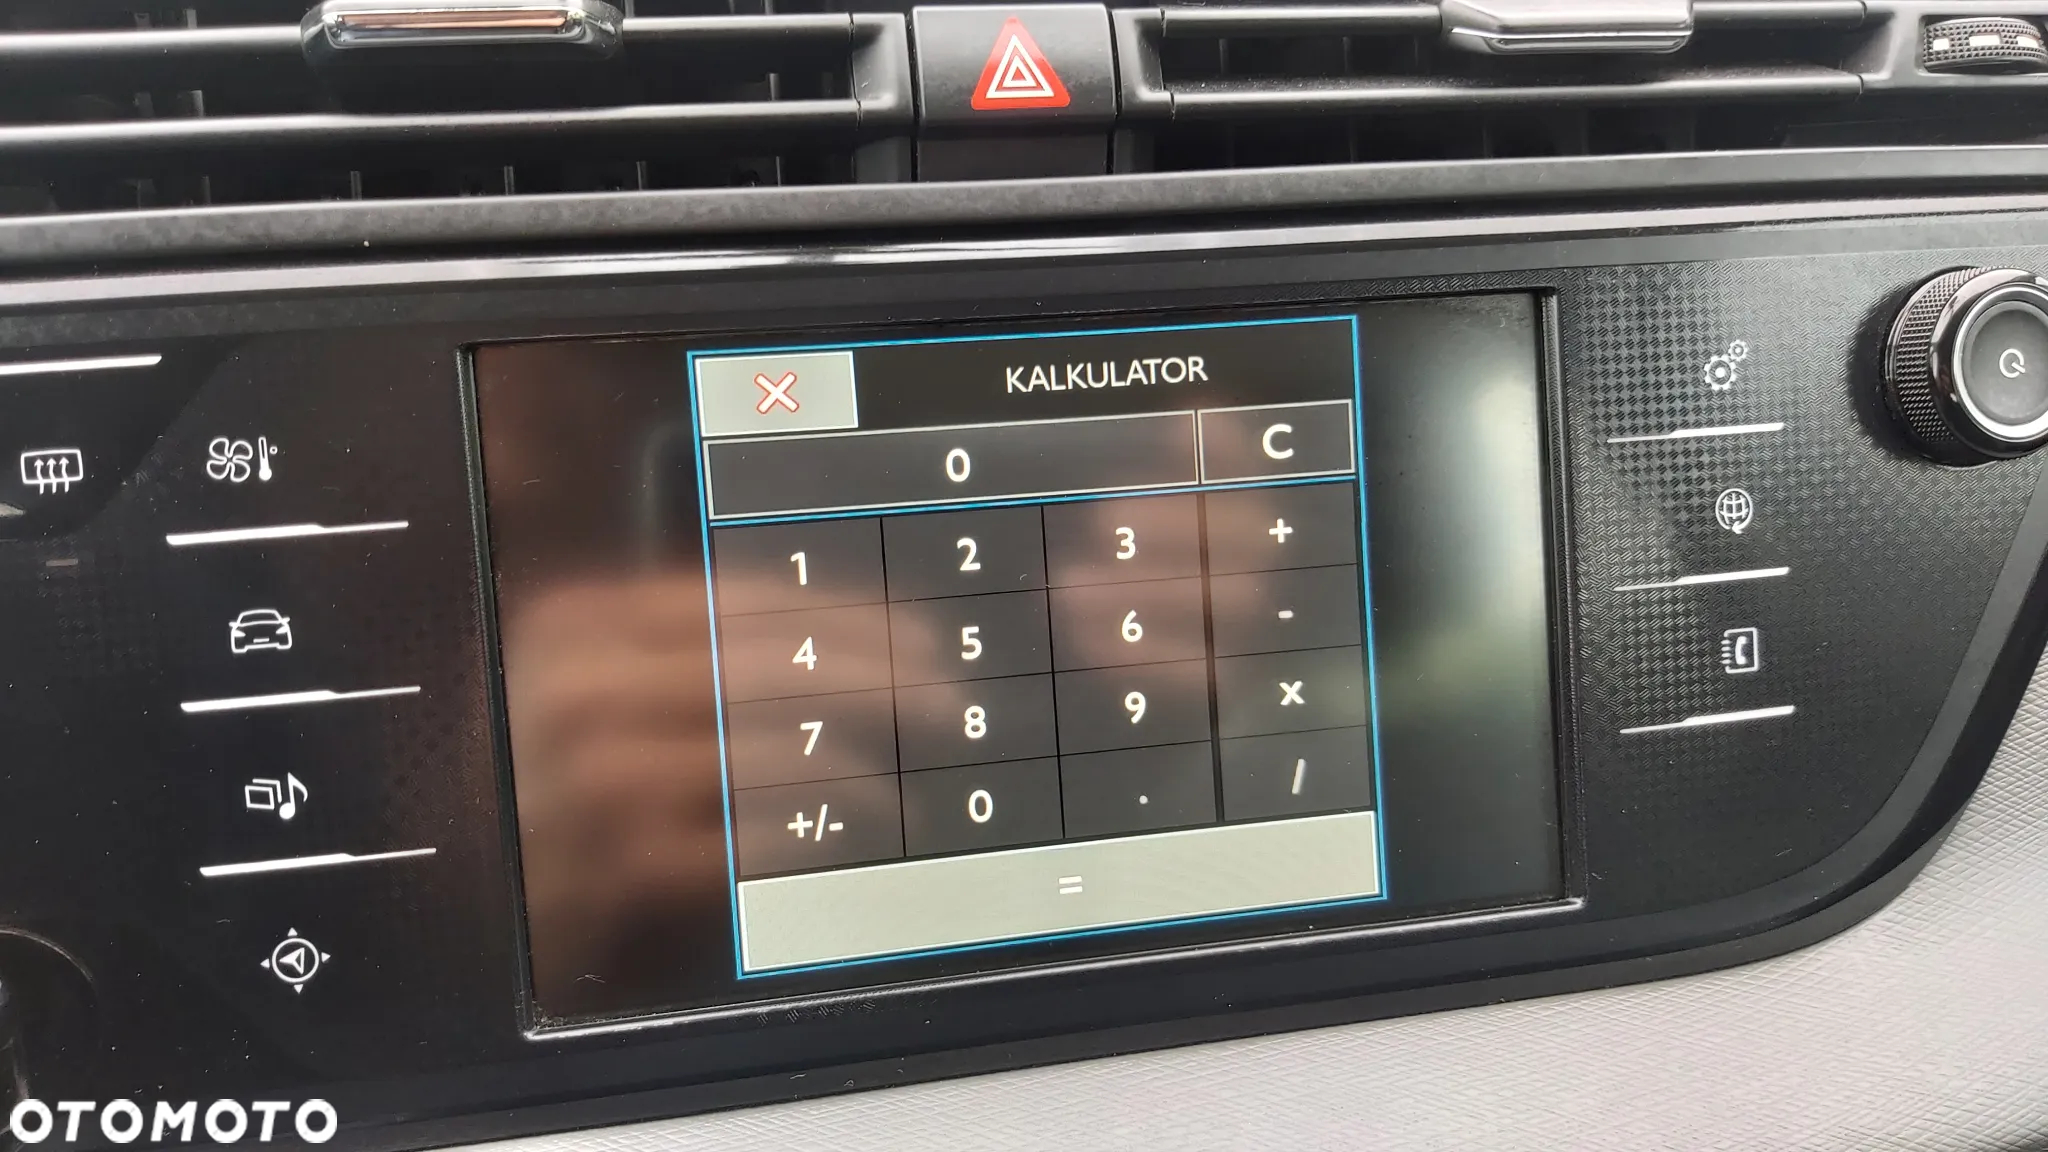 KALKULATOR
0 C
1 2 3 +
4 5 6 -
7 8 9 x
+/- 0 . /
=
OTOMOTO